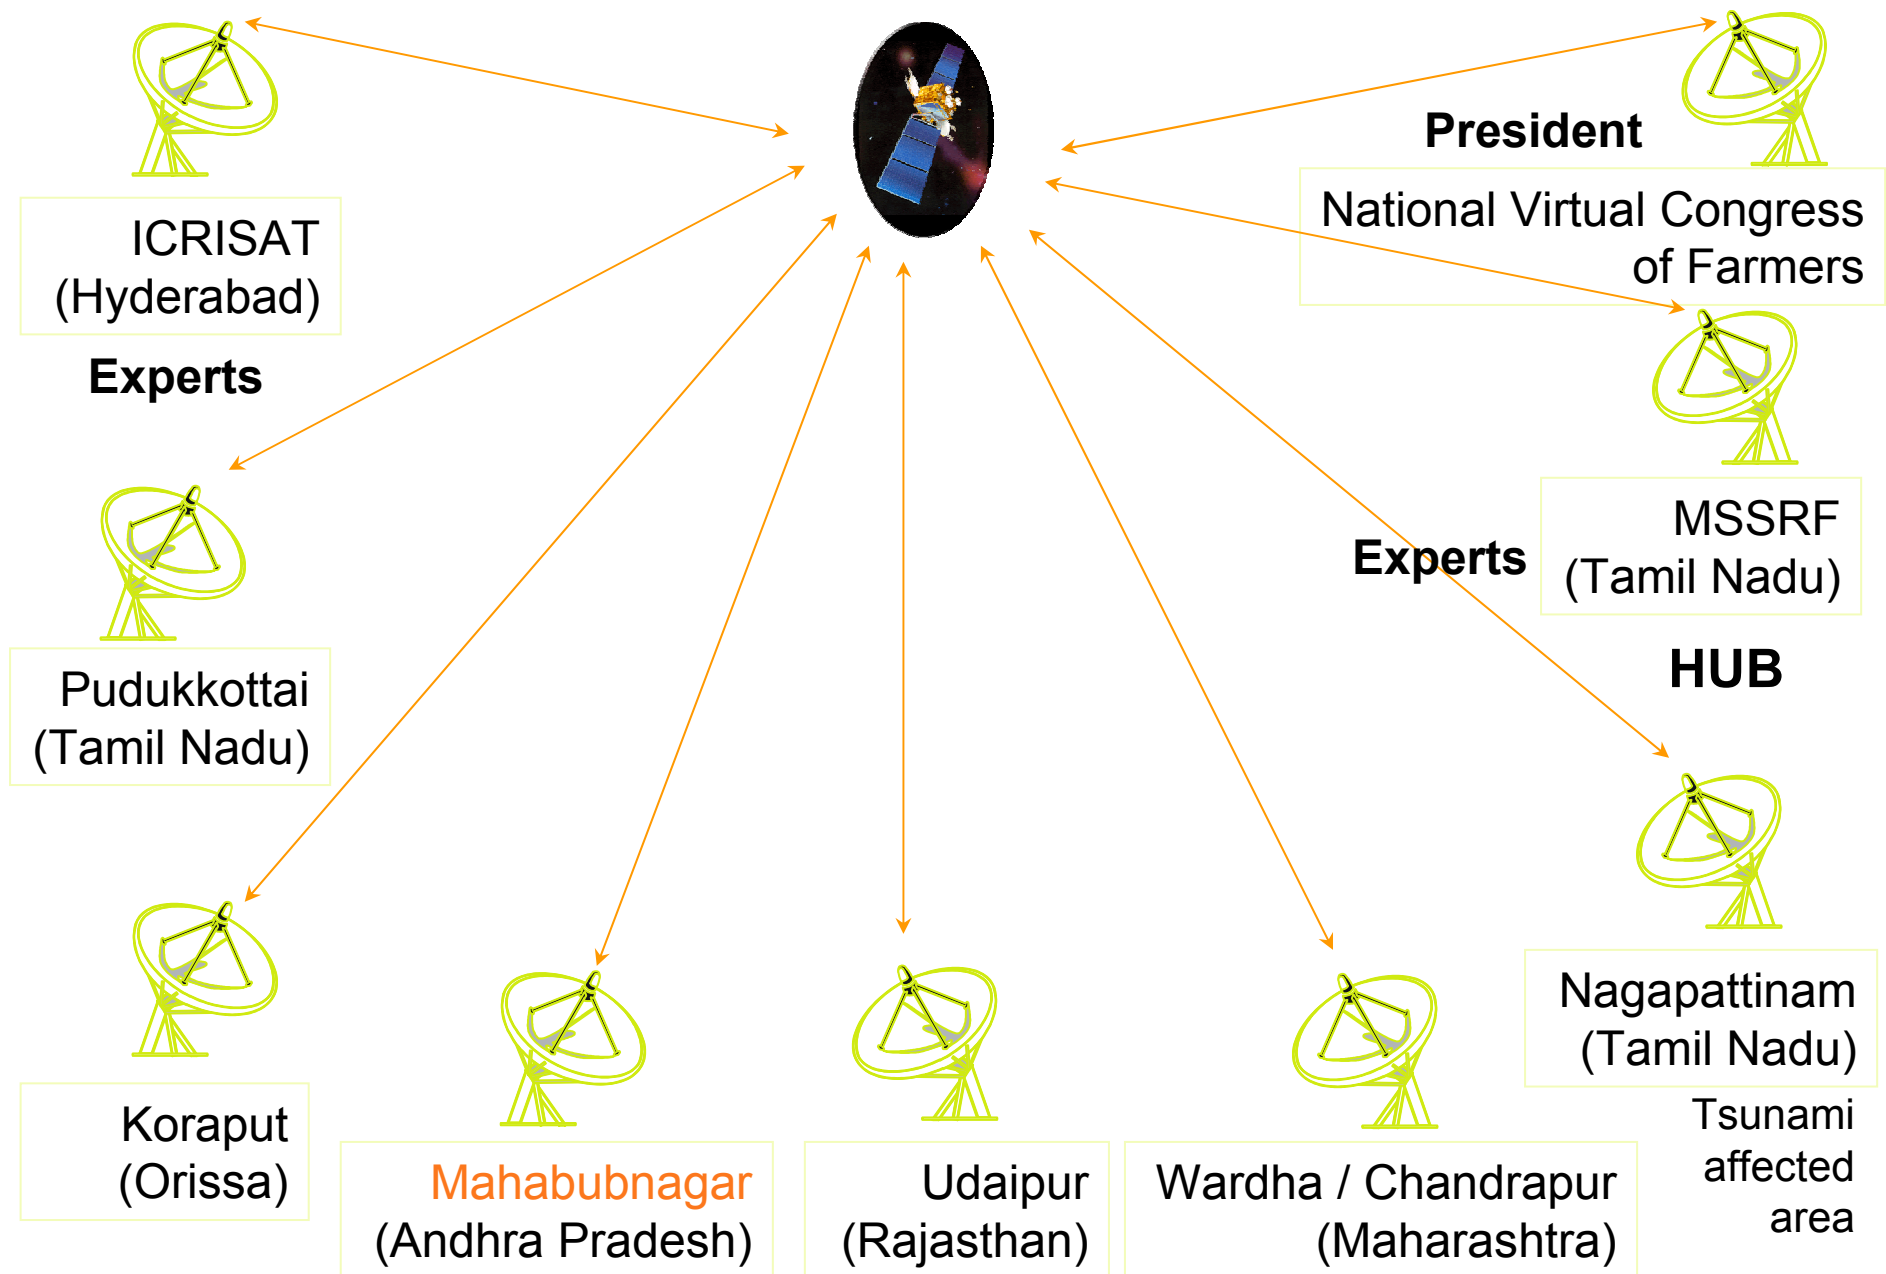 President
National Virtual Congress
of Farmers
ICRISAT
(Hyderabad)
Experts
MSSRF
(Tamil Nadu)
Experts
HUB
Pudukkottai
(Tamil Nadu)
Nagapattinam
(Tamil Nadu)
Tsunami
affected
area
Koraput
(Orissa)
Mahabubnagar
(Andhra Pradesh)
Udaipur
(Rajasthan)
Wardha / Chandrapur
(Maharashtra)